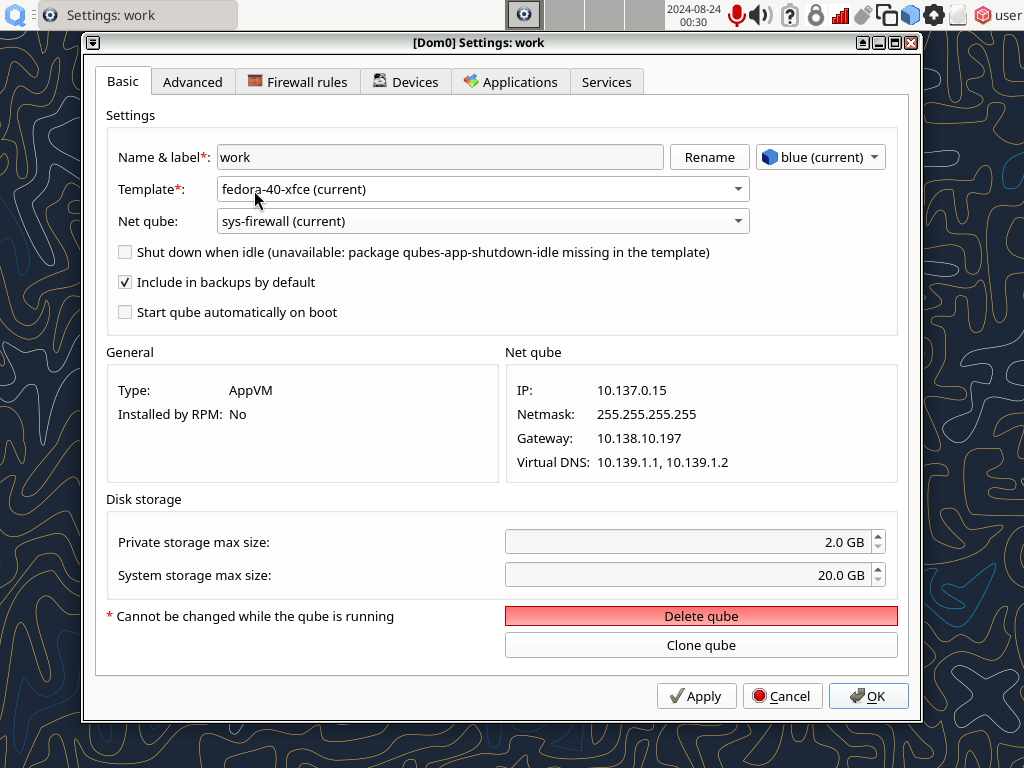 Settings: work
2024-08-24
00:30
user
[Dom0] Settings: work
Basic
Advanced
Firewall rules
Devices
Applications
Services
Settings
Name & label*:
work
Rename
blue (current)
Template*:
fedora-40-xfce (current)
Net qube:
sys-firewall (current)
Shut down when idle (unavailable: package qubes-app-shutdown-idle missing in the template)
Include in backups by default
Start qube automatically on boot
General
Type: AppVM
Installed by RPM: No
Net qube
IP: 10.137.0.15
Netmask: 255.255.255.255
Gateway: 10.138.10.197
Virtual DNS: 10.139.1.1, 10.139.1.2
Disk storage
Private storage max size: 2.0 GB
System storage max size: 20.0 GB
* Cannot be changed while the qube is running
Delete qube
Clone qube
Apply
Cancel
OK